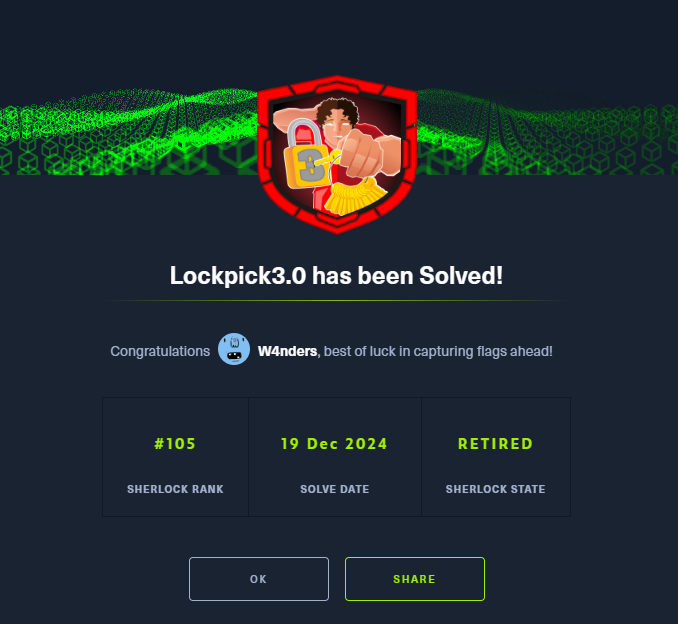 3
Lockpick3.0 has been Solved!
Congratulations W4nders, best of luck in capturing flags ahead!
#105 19 Dec 2024 RETIRED
SHERLOCK RANK SOLVE DATE SHERLOCK STATE
OK SHARE